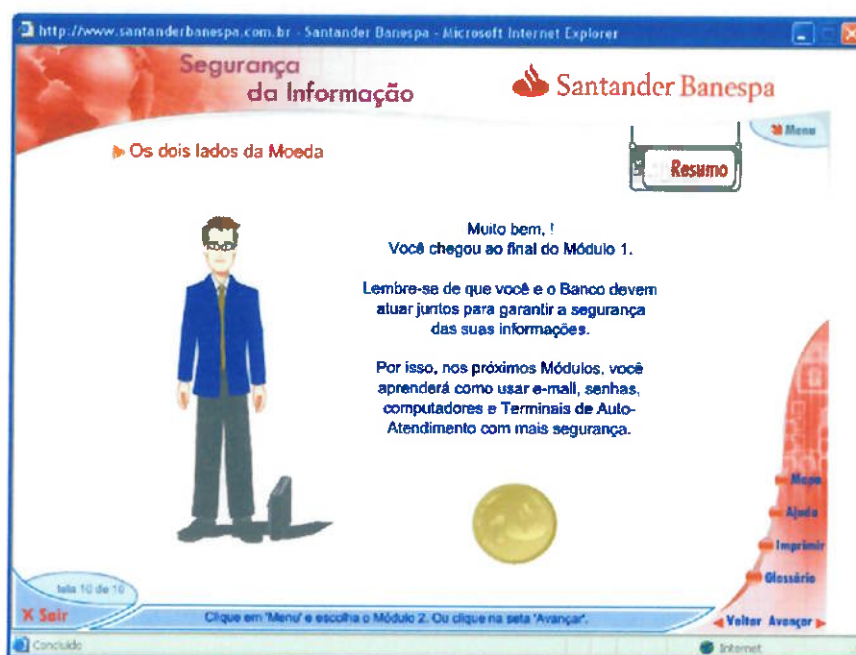 http://www.santanderbanespa.com.br - Santander Banespa - Microsoft Internet Explorer
Segurança
da Informação
Santander Banespa
Menu
Os dois lados da Moeda
Resumo
Muito bem, !
Você chegou ao final do Módulo 1.
Lembre-se de que você e o Banco devem
atuar juntos para garantir a segurança
das suas informações.
Por isso, nos próximos Módulos, você
aprenderá como usar e-mail, senhas,
computadores e Terminais de Auto-
Atendimento com mais segurança.
Mapa
Ajuda
Imprimir
Glossário
tela 10 de 10
X Sair
Clique em 'Menu' e escolha o Módulo 2. Ou clique na seta 'Avançar'.
Voltar Avançar
Concluído
Internet